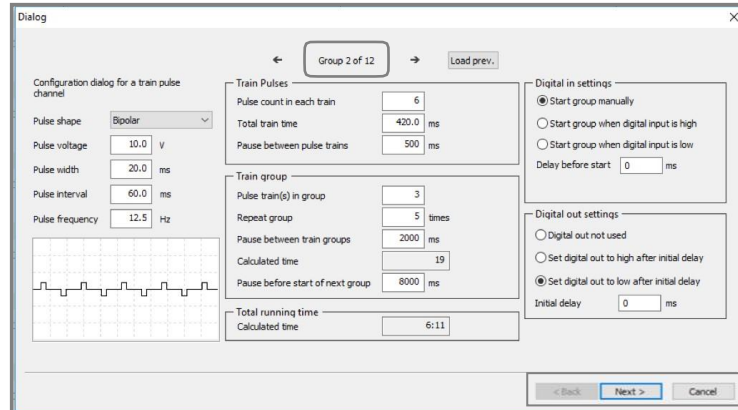 Dialog
← Group 2 of 12 → Load prev.
Configuration dialog for a train pulse
channel
Pulse shape Bipolar
Pulse voltage 10.0 V
Pulse width 20.0 ms
Pulse interval 60.0 ms
Pulse frequency 12.5 Hz
Train Pulses
Pulse count in each train 6
Total train time 420.0 ms
Pause between pulse trains 500 ms
Train group
Pulse train(s) in group 3
Repeat group 5 times
Pause between train groups 2000 ms
Calculated time 19
Pause before start of next group 8000 ms
Total running time
Calculated time 6:11
Digital in settings
Start group manually
Start group when digital input is high
Start group when digital input is low
Delay before start 0 ms
Digital out settings
Digital out not used
Set digital out to high after initial delay
Set digital out to low after initial delay
Initial delay 0 ms
< Back Next > Cancel